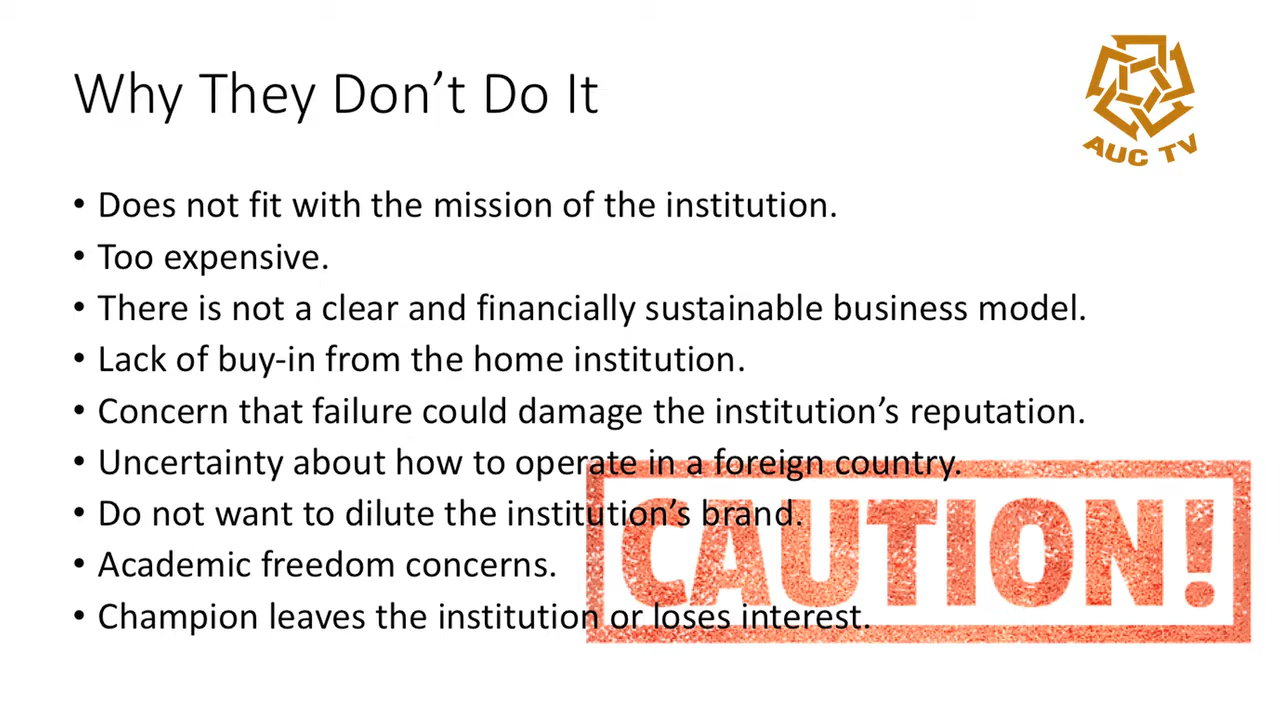 Why They Don't Do It
AUC TV
• Does not fit with the mission of the institution.
• Too expensive.
• There is not a clear and financially sustainable business model.
• Lack of buy-in from the home institution.
• Concern that failure could damage the institution's reputation.
• Uncertainty about how to operate in a foreign country.
• Do not want to dilute the institution's brand.
• Academic freedom concerns.
• Champion leaves the institution or loses interest.
CAUTION!